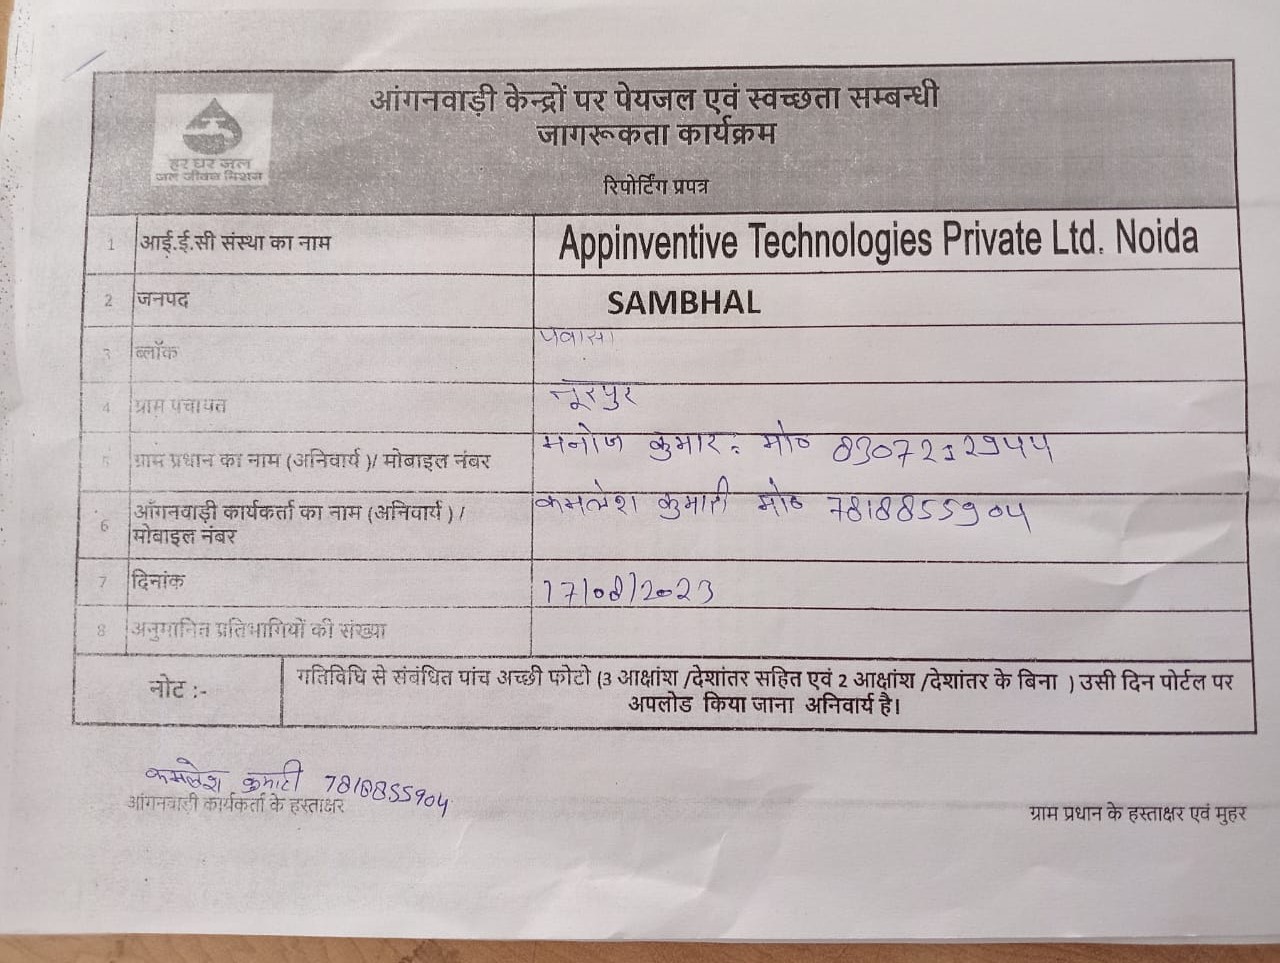 हर घर जल
जल जीवन मिशन
आंगनवाड़ी केन्द्रों पर पेयजल एवं स्वच्छता सम्बन्धी
जागरूकता कार्यक्रम
रिपोर्टिंग प्रपत्र
1 आई.ई.सी संस्था का नाम Appinventive Technologies Private Ltd. Noida
2 जनपद SAMBHAL
3 ब्लॉक पवासा
4 ग्राम पंचायत नूरपुर
5 ग्राम प्रधान का नाम (अनिवार्य )/ मोबाइल नंबर मनोज कुमार: मो० 8307212944
6 आँगनवाड़ी कार्यकर्ता का नाम (अनिवार्य ) / कमलेश कुमारी मो० 7818855904
मोबाइल नंबर
7 दिनांक 17/08/2023
8 अनुमानित प्रतिभागियों की संख्या
नोट :- गतिविधि से संबंधित पांच अच्छी फोटो (3 आक्षांश /देशांतर सहित एवं 2 आक्षांश /देशांतर के बिना ) उसी दिन पोर्टल पर
अपलोड किया जाना अनिवार्य है।
कमलेश कुमारी 7818855904
आंगनवाड़ी कार्यकर्ता के हस्ताक्षर
ग्राम प्रधान के हस्ताक्षर एवं मुहर